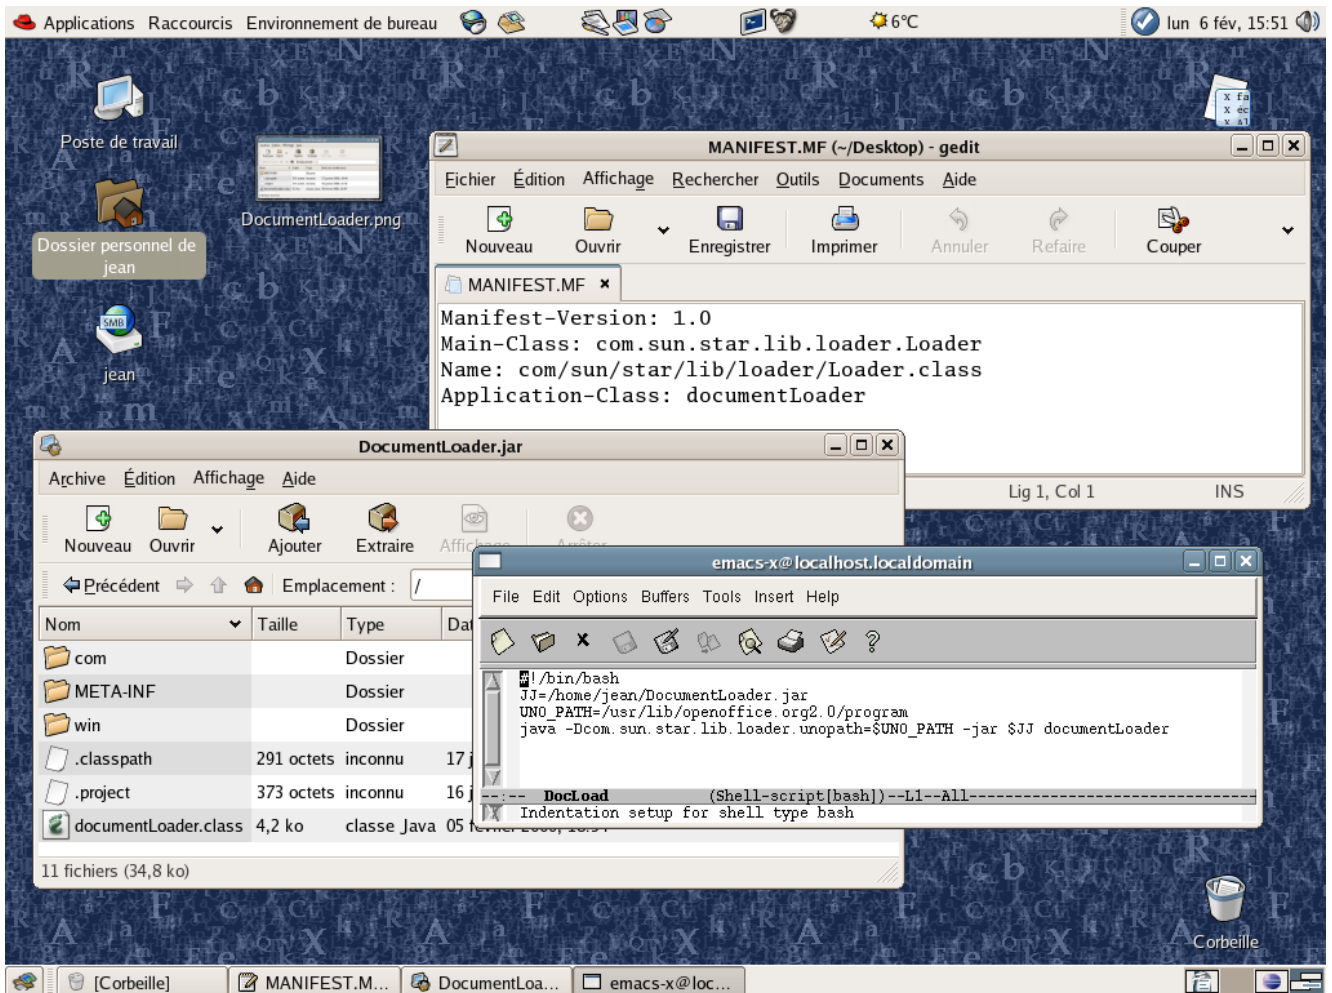 Applications Raccourcis Environnement de bureau 6°C lun 6 fév, 15:51
Poste de travail
DocumentLoader.png
Dossier personnel de
jean
SMB
jean
MANIFEST.MF (~/Desktop) - gedit
Fichier Édition Affichage Rechercher Outils Documents Aide
Nouveau Ouvrir Enregistrer Imprimer Annuler Refaire Couper
MANIFEST.MF
Manifest-Version: 1.0
Main-Class: com.sun.star.lib.loader.Loader
Name: com/sun/star/lib/loader/Loader.class
Application-Class: documentLoader
Lig 1, Col 1 INS
DocumentLoader.jar
Archive Édition Affichage Aide
Nouveau Ouvrir Ajouter Extraire
Précédent Emplacement : /
Nom Taille Type
com Dossier
META-INF Dossier
win Dossier
.classpath 291 octets inconnu 17 j
.project 373 octets inconnu 16 j
documentLoader.class 4,2 ko classe Java 05
11 fichiers (34,8 ko)
emacs-x@localhost.localdomain
File Edit Options Buffers Tools Insert Help
#!/bin/bash
JJ=/home/jean/DocumentLoader.jar
UNO_PATH=/usr/lib/openoffice.org2.0/program
java -Dcom.sun.star.lib.loader.unopath=$UNO_PATH -jar $JJ documentLoader
--:-- DocLoad (Shell-script[bash])--L1--All--------------------------------
Indentation setup for shell type bash
Corbeille
[Corbeille] MANIFEST.M... DocumentLoa... emacs-x@loc...